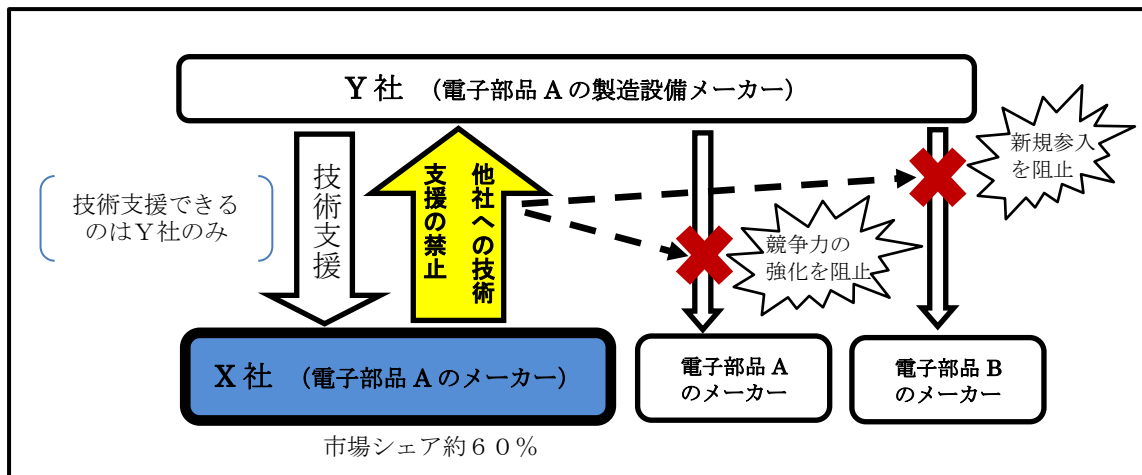 Ｙ社 （電子部品 A の製造設備メーカー）
新規参入
を阻止
技術支援できる
のはＹ社のみ
技術支援
他社への技術
支援の禁止
競争力の
強化を阻止
Ｘ社 （電子部品 A のメーカー）
電子部品 A
のメーカー
電子部品 B
のメーカー
市場シェア約６０％